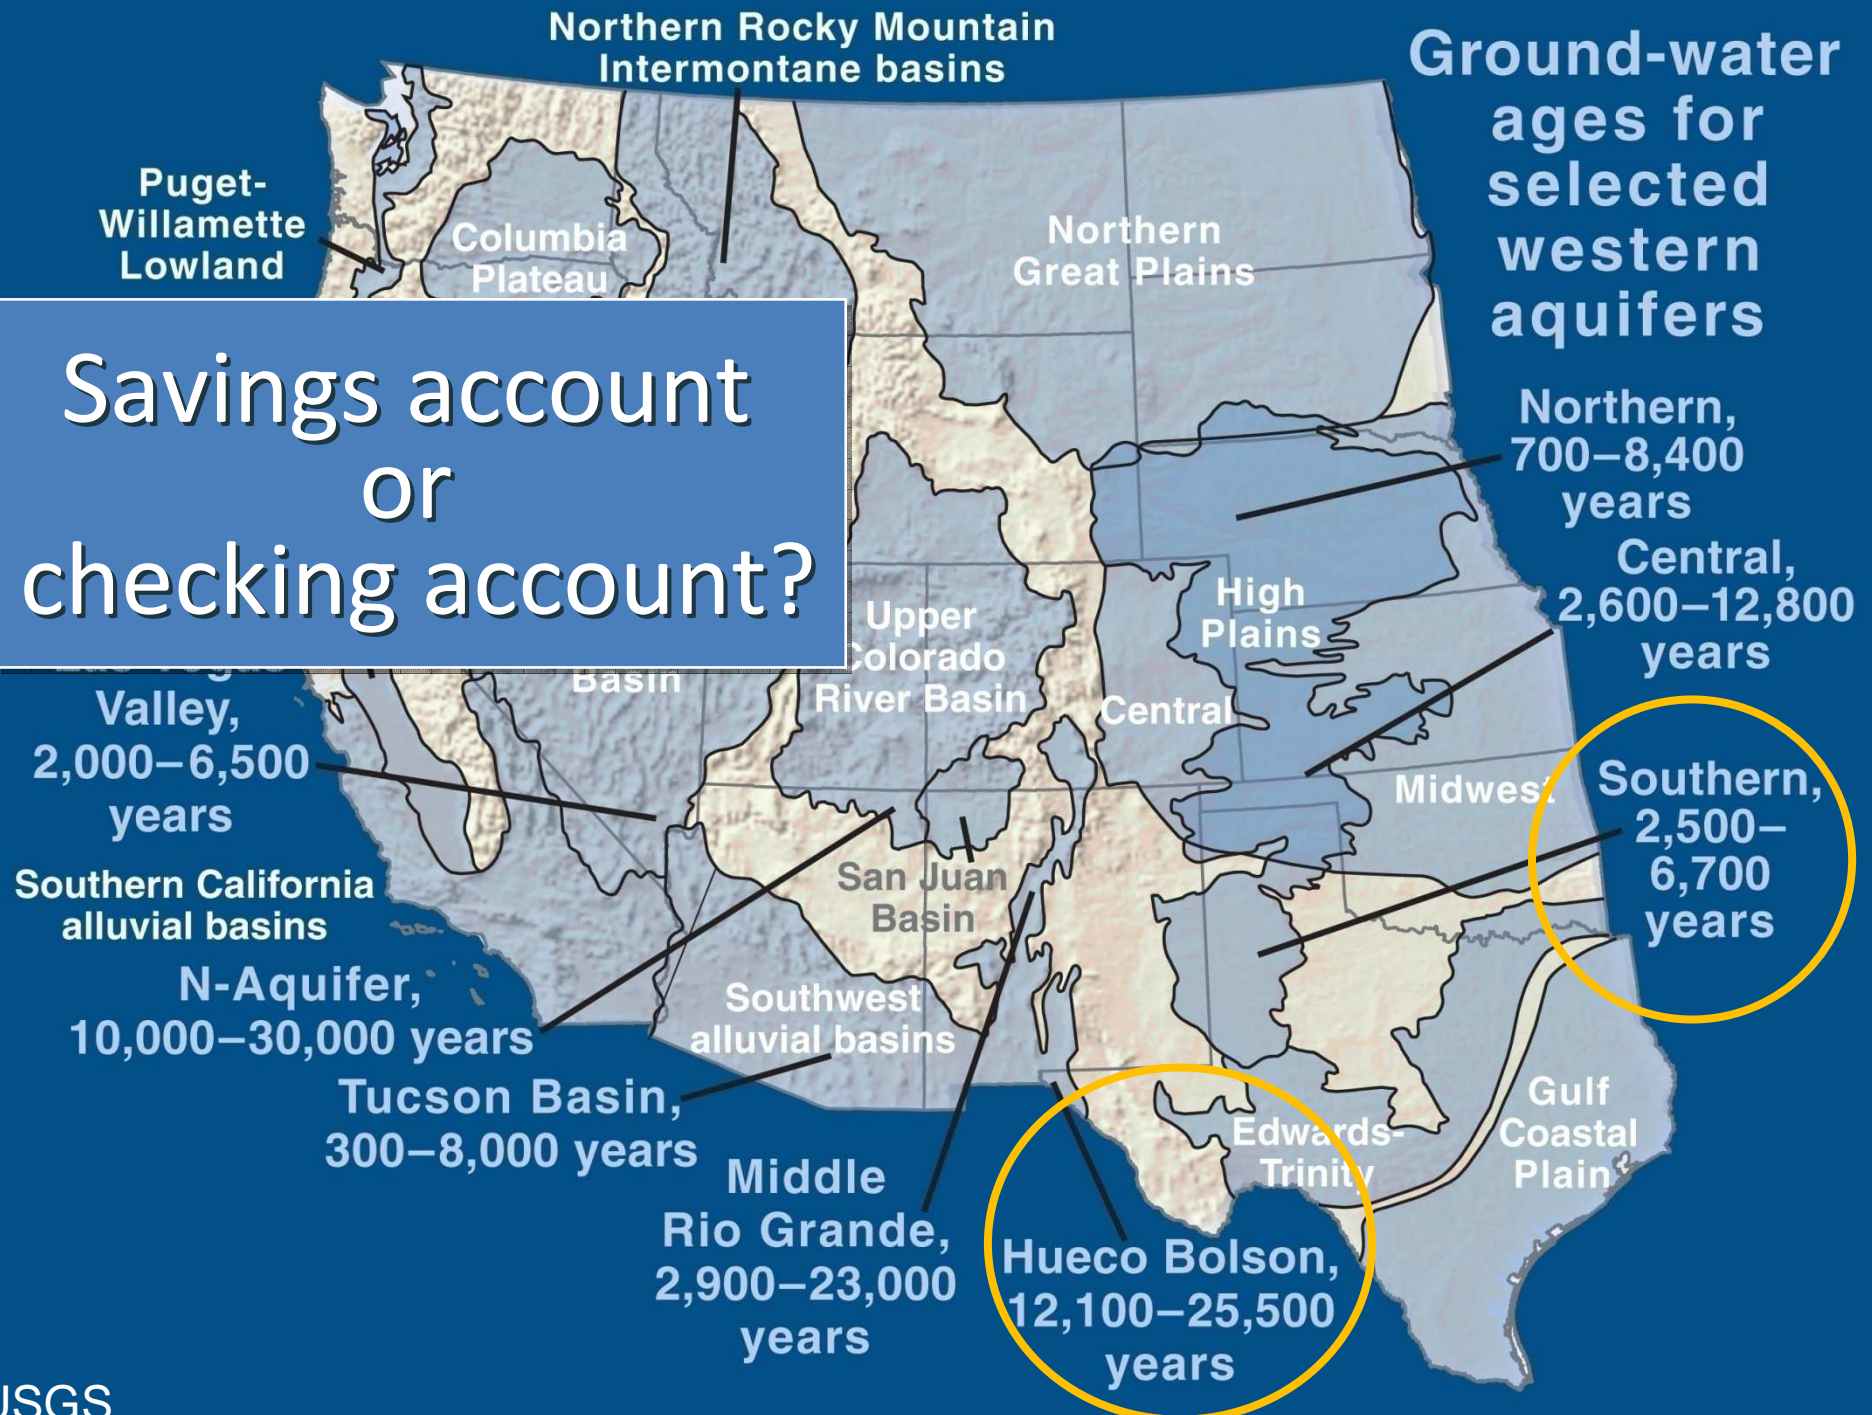 Northern Rocky Mountain
Intermontane basins
Ground-water
ages for
selected
western
aquifers
Puget-
Willamette
Lowland
Columbia
Plateau
Northern
Great Plains
Savings account
or
checking account?
Northern,
700–8,400
years
Central,
2,600–12,800
years
High
Plains
Upper
Colorado
River Basin
Basin
Central
Valley,
2,000–6,500
years
Midwest
Southern,
2,500–
6,700
years
Southern California
alluvial basins
San Juan
Basin
N-Aquifer,
10,000–30,000 years
Southwest
alluvial basins
Tucson Basin,
300–8,000 years
Gulf
Coastal
Plain
Edwards-
Trinity
Middle
Rio Grande,
2,900–23,000
years
Hueco Bolson,
12,100–25,500
years
USGS